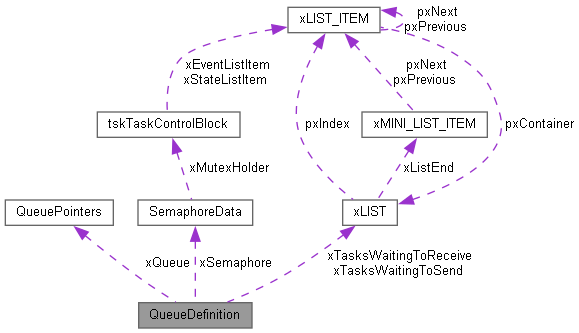 xLIST_ITEM
pxNext
pxPrevious
xEventListItem
xStateListItem
pxNext
pxPrevious
tskTaskControlBlock
pxIndex
xMINI_LIST_ITEM
pxContainer
xMutexHolder
xListEnd
QueuePointers
SemaphoreData
xLIST
xQueue
xSemaphore
xTasksWaitingToReceive
xTasksWaitingToSend
QueueDefinition